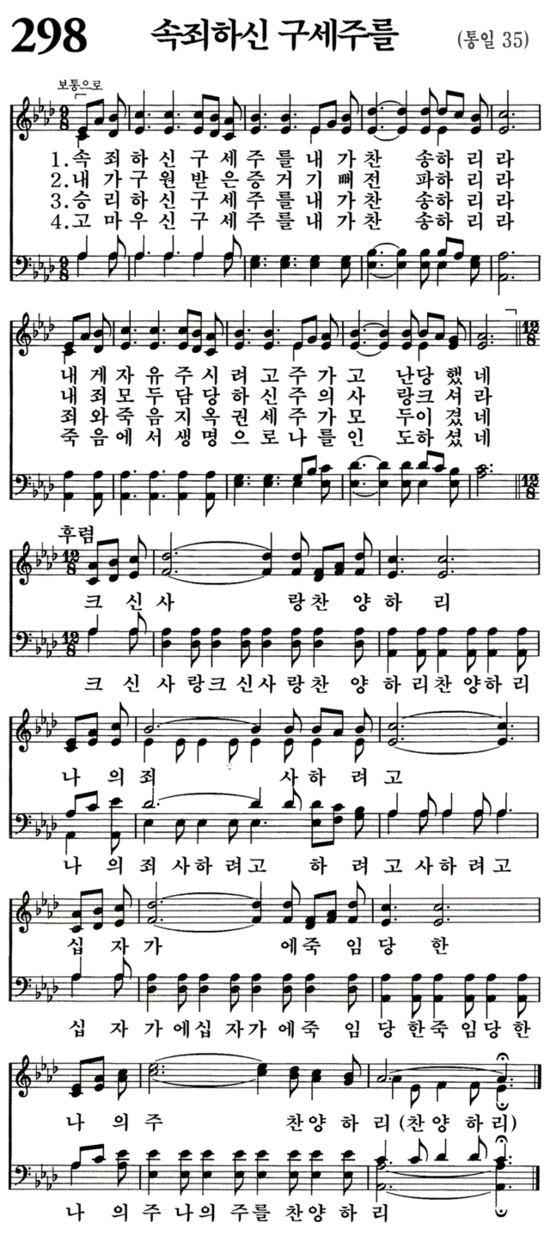 298 속죄하신 구세주를 (통일 35)
보통으로
9/8
1.속 죄 하 신 구 세 주 를 내 가 찬 송하 리 라
2.내 가 구 원 받 은 증 거 기 뻐 전 파하 리 라
3.승 리 하 신 구 세 주 를 내 가 찬 송하 리 라
4.고 마 우 신 구 세 주 를 내 가 찬 송하 리 라
9/8
12/8
내 게 자 유 주 시 려 고 주 가 고 난당 했 네
내 죄 모 두 담 당 하 신 주 의 사 랑크 셔 라
죄 와 죽 음 지 옥 권 세 주 가 모 두이 겼 네
죽 음 에 서 생 명 으 로 나 를 인 도하 셨 네
12/8
후렴
12/8
크 신 사 랑 찬 양 하 리
12/8
크 신 사 랑 크 신 사 랑 찬 양 하 리 찬 양 하 리
나 의 죄 사 하 려 고
나 의 죄 사 하 려 고 하 려 고 사 하 려 고
십 자 가 에 죽 임 당 한
십 자 가 에 십 자 가 에 죽 임 당 한 죽 임 당 한
나 의 주 찬 양 하 리 (찬 양 하 리)
나 의 주 나 의 주 를 찬 양 하 리